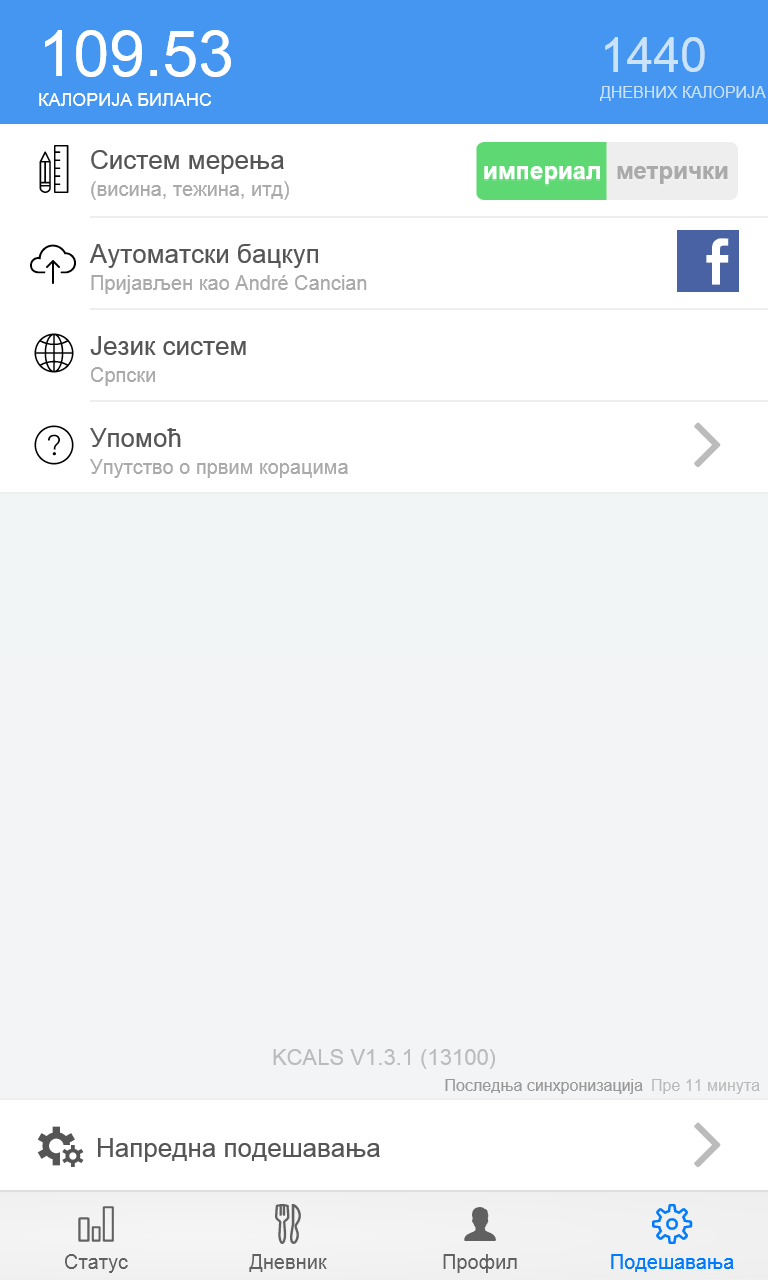 109.53
КАЛОРИЈА БИЛАНС
1440
ДНЕВНИХ КАЛОРИЈА
Систем мерења
(висина, тежина, итд)
империал метрички
Аутоматски бацкуп
Пријављен као André Cancian
f
Језик систем
Српски
?
Упомоћ
Упутство о првим корацима
KCALS V1.3.1 (13100)
Последња синхронизација Пре 11 минута
Напредна подешавања
Статус Дневник Профил Подешавања